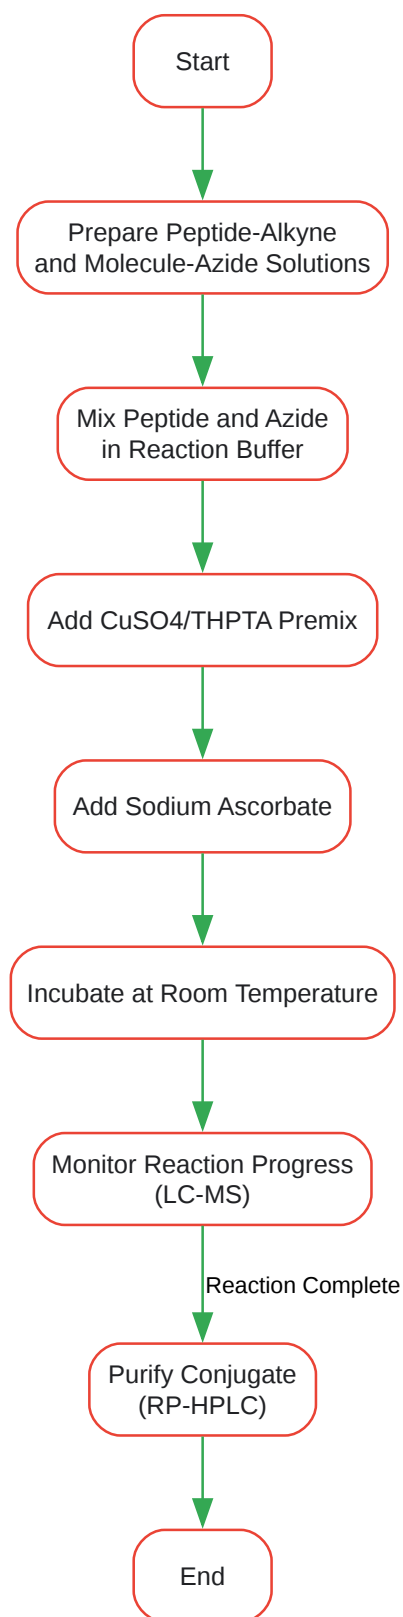 Start
Prepare Peptide-Alkyne
and Molecule-Azide Solutions
Mix Peptide and Azide
in Reaction Buffer
Add CuSO4/THPTA Premix
Add Sodium Ascorbate
Incubate at Room Temperature
Monitor Reaction Progress
(LC-MS)
Reaction Complete
Purify Conjugate
(RP-HPLC)
End